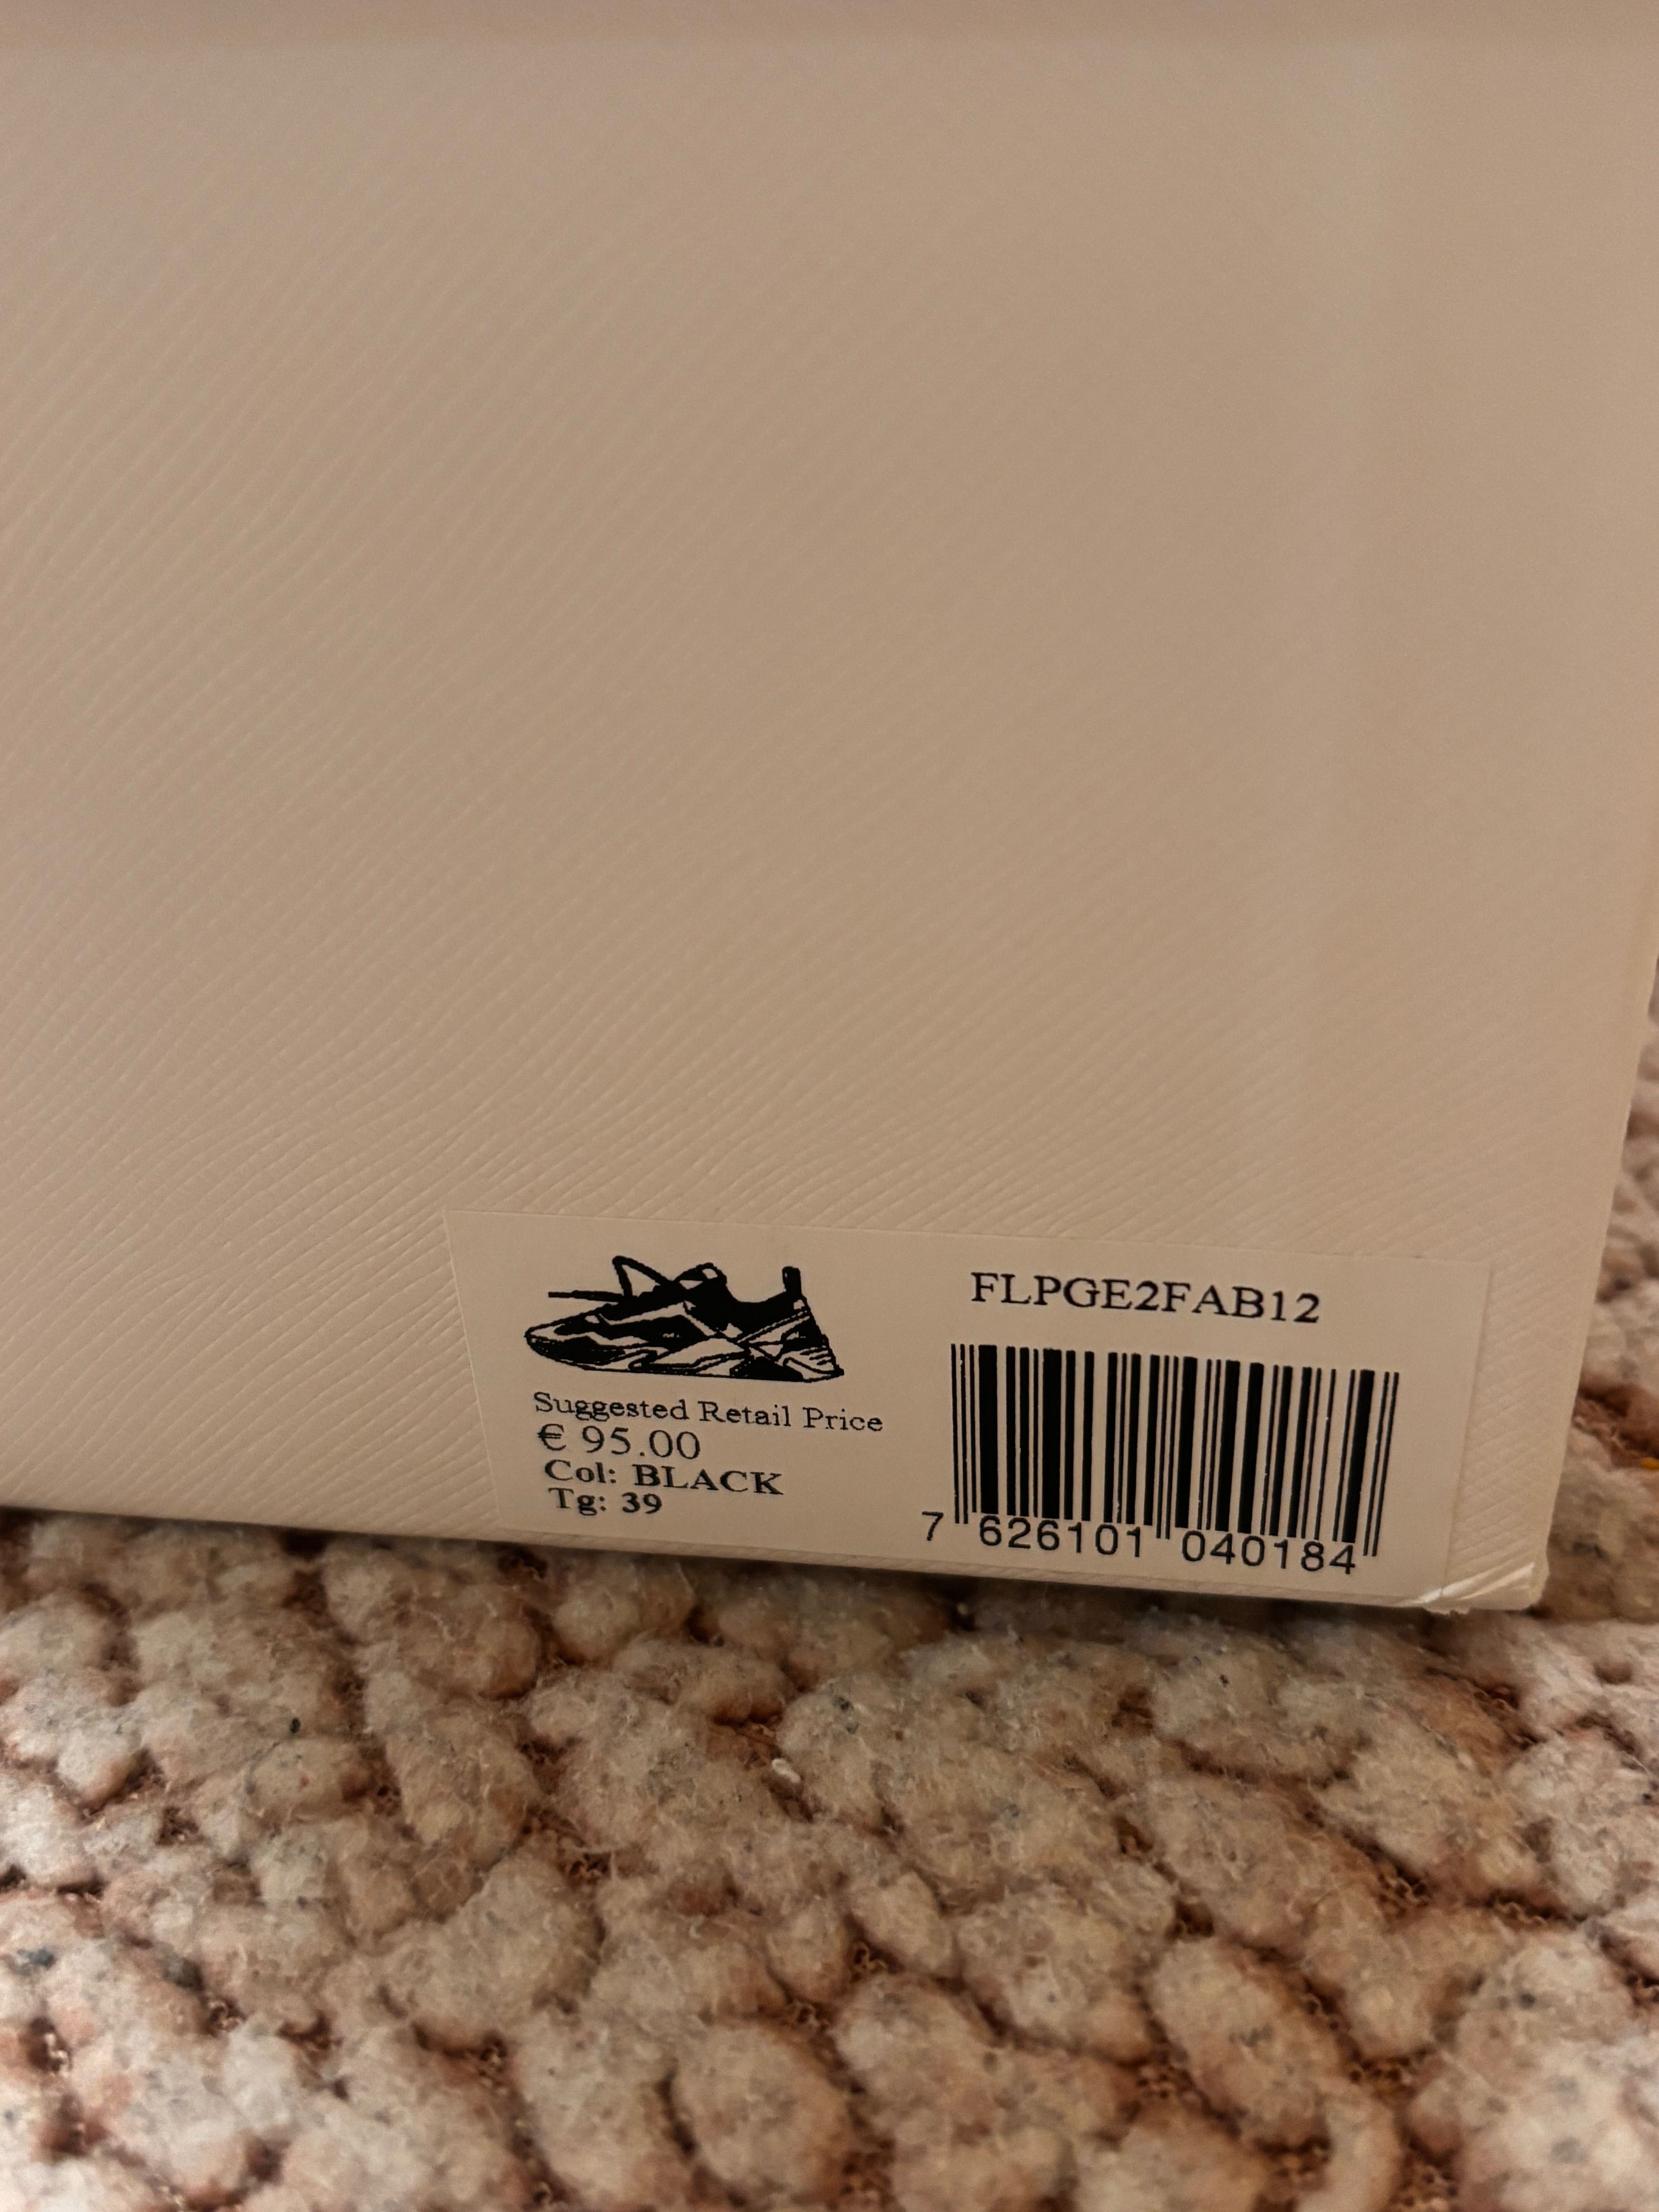 FLPGE2FAB12
Suggested Retail Price
€ 95.00
Col: BLACK
Tg: 39
7 626101 040184